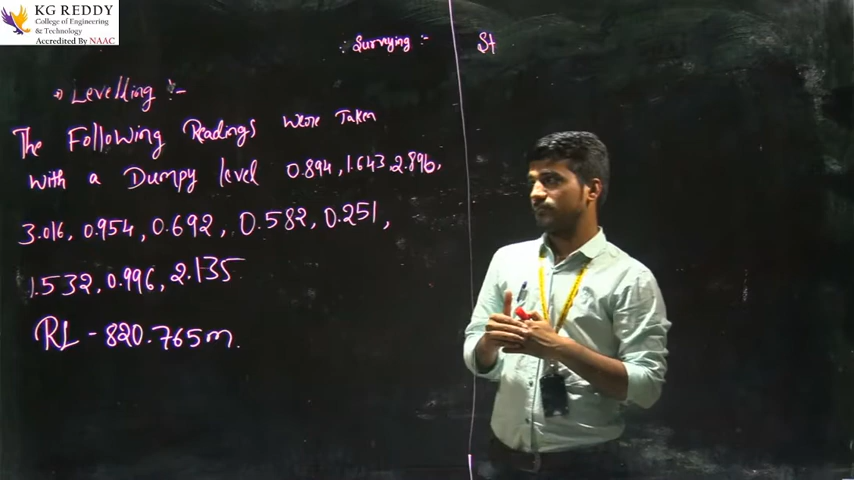 KG REDDY
College of Engineering
& Technology
Accredited By NAAC
:. Surveying :-
St
→ Levelling :-
The Following Readings Were Taken
with a Dumpy level 0.894, 1.643, 2.896,
3.016, 0.954, 0.692, 0.582, 0.251,
1.532, 0.996, 2.135
RL - 820.765m.